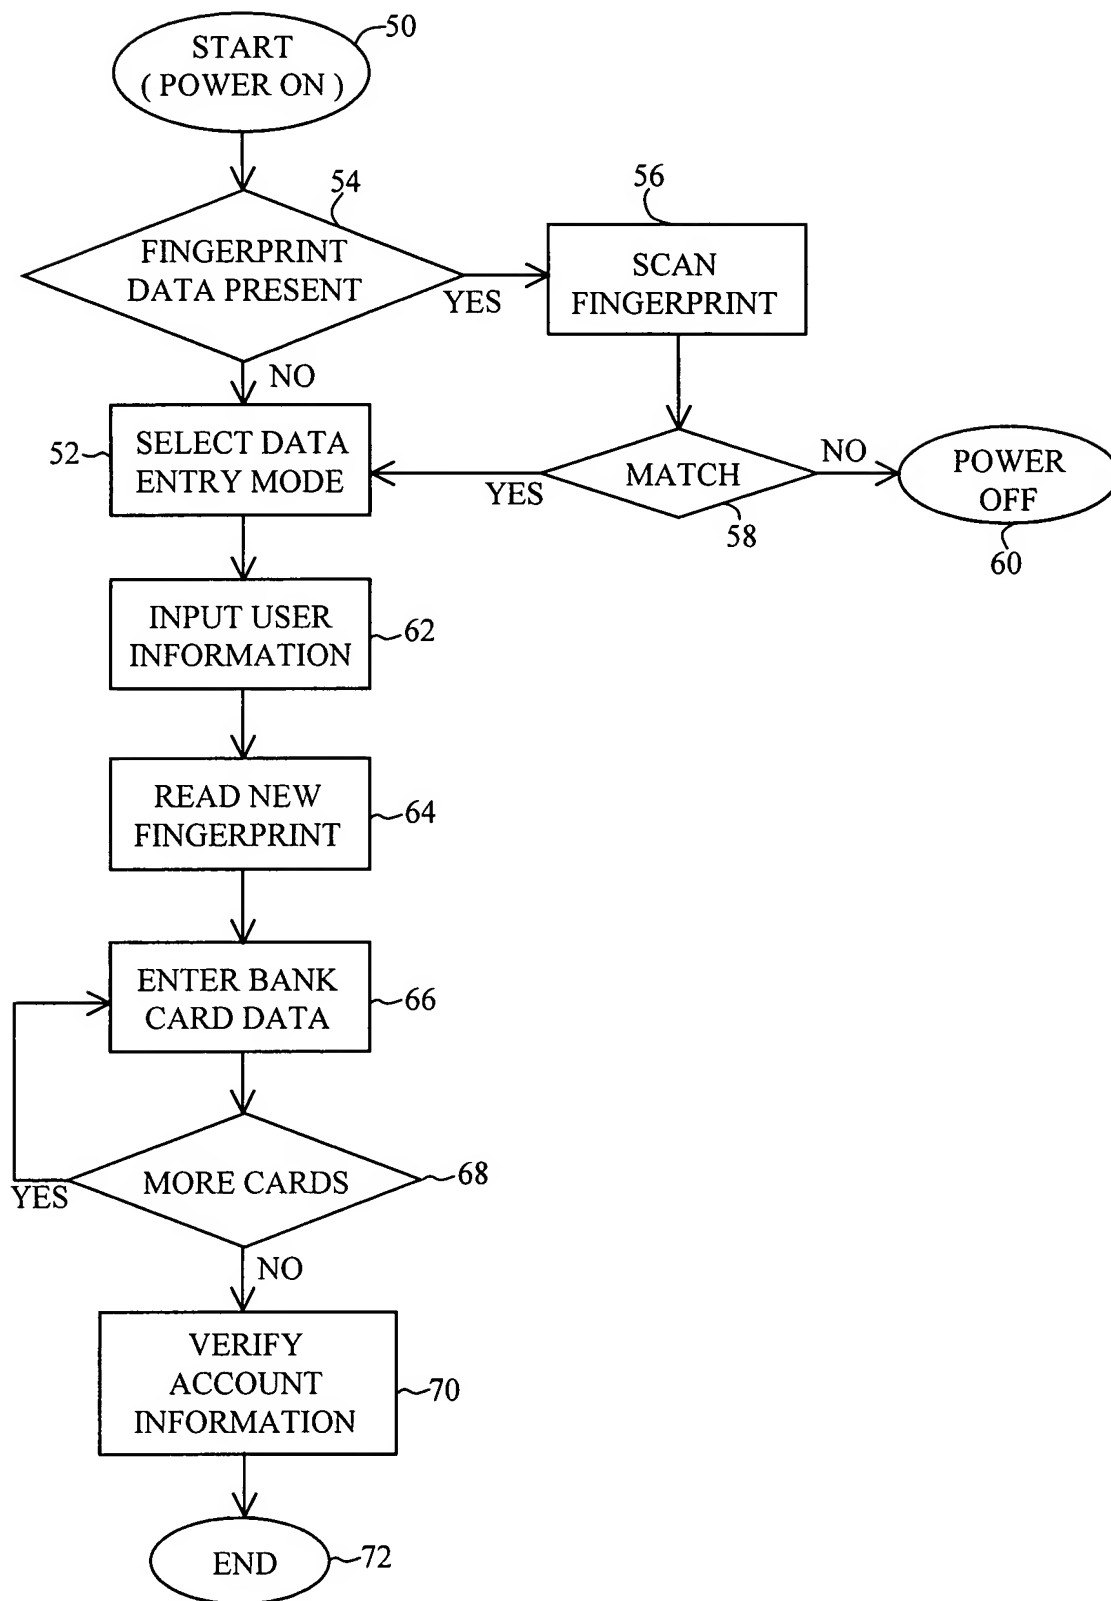 START
( POWER ON )
50
54
FINGERPRINT
DATA PRESENT
YES
NO
56
SCAN
FINGERPRINT
52
SELECT DATA
ENTRY MODE
YES
MATCH
58
NO
POWER
OFF
60
INPUT USER
INFORMATION
62
READ NEW
FINGERPRINT
64
ENTER BANK
CARD DATA
66
MORE CARDS
68
YES
NO
VERIFY
ACCOUNT
INFORMATION
70
END
72